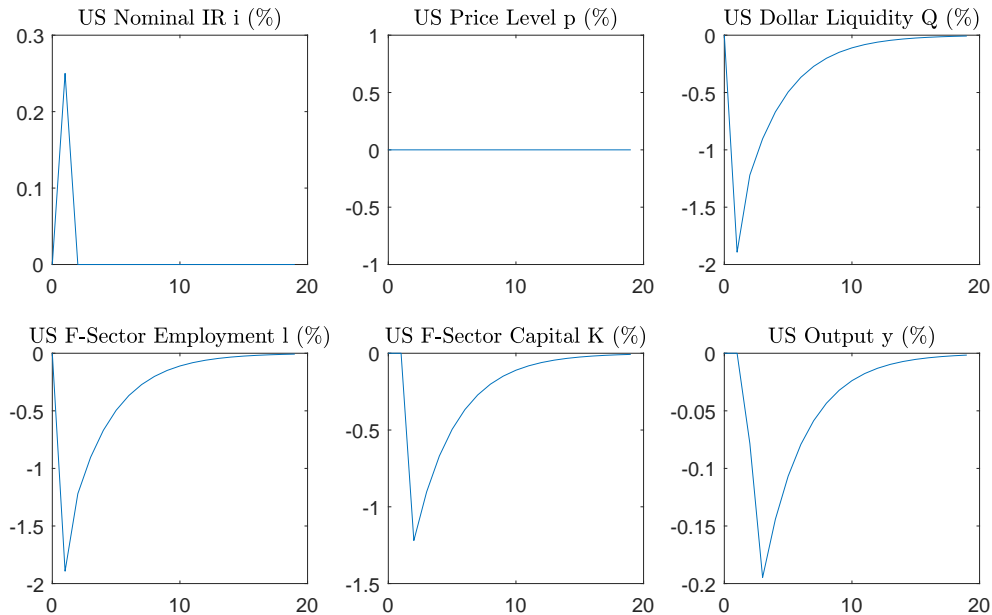 US Nominal IR i (%)
0.3
0.2
0.1
0
0 10 20
US Price Level p (%)
1
0.5
0
-0.5
-1
0 10 20
US Dollar Liquidity Q (%)
0
-0.5
-1
-1.5
-2
0 10 20
US F-Sector Employment l (%)
0
-0.5
-1
-1.5
-2
0 10 20
US F-Sector Capital K (%)
0
-0.5
-1
-1.5
0 10 20
US Output y (%)
0
-0.05
-0.1
-0.15
-0.2
0 10 20